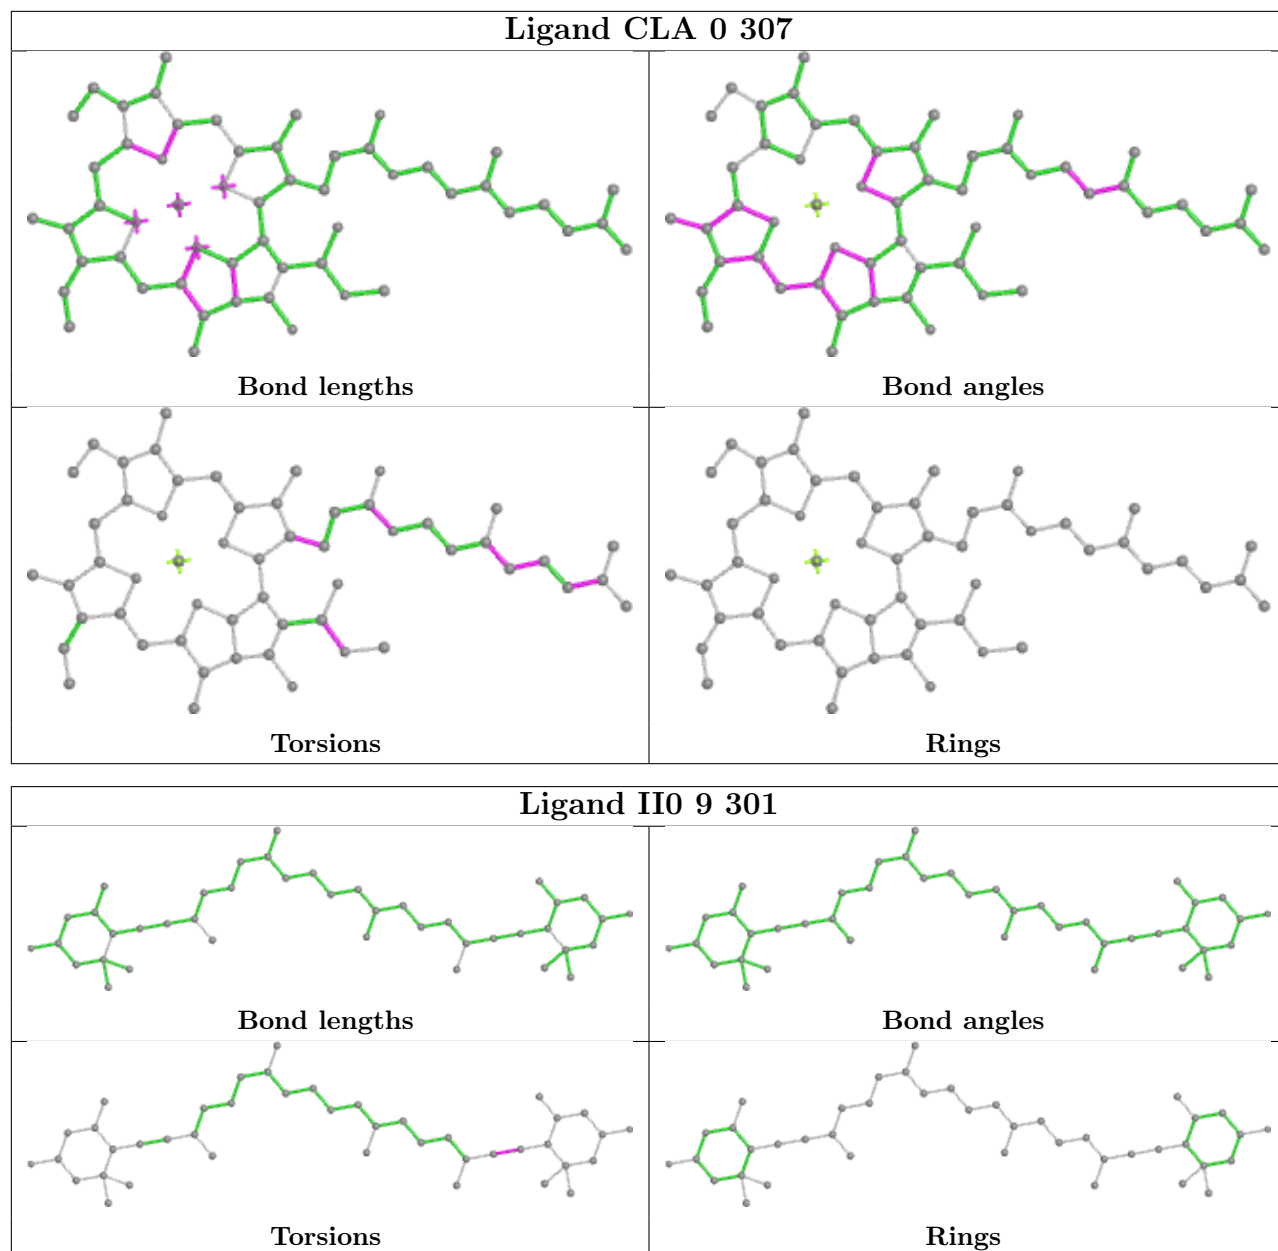 Ligand CLA 0 307
Bond lengths
Bond angles
Torsions
Rings
Ligand II0 9 301
Bond lengths
Bond angles
Torsions
Rings